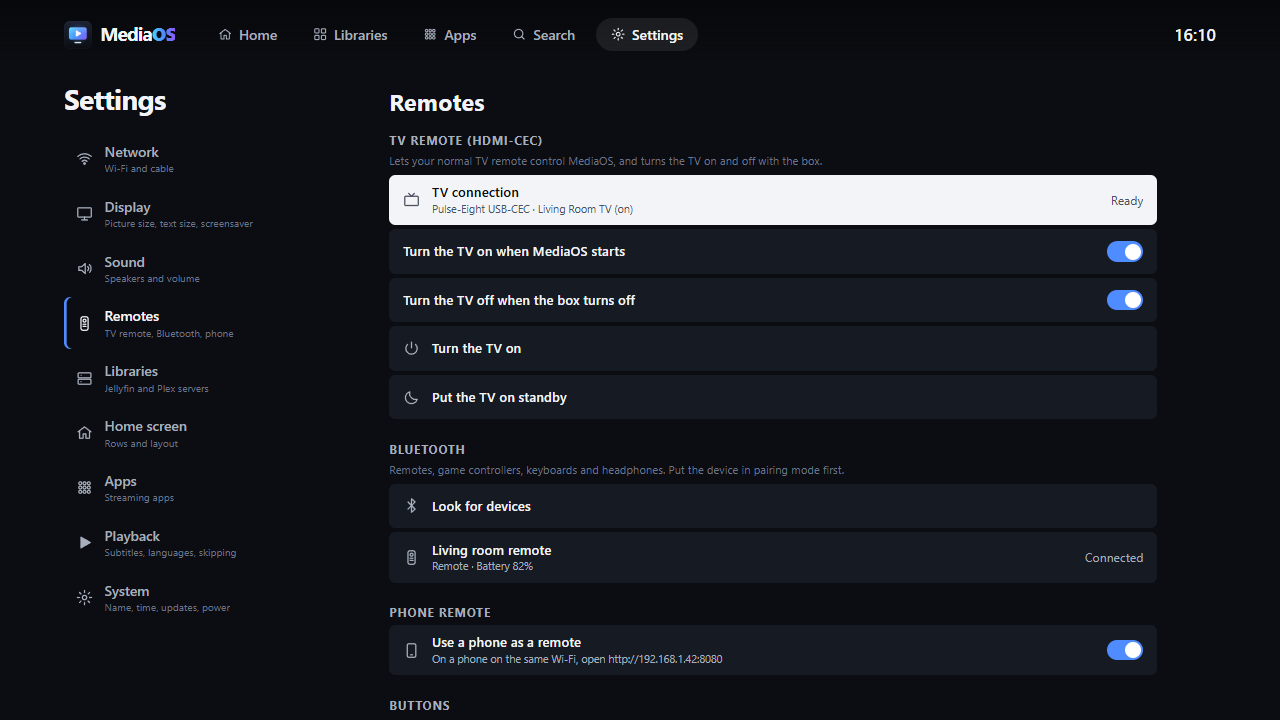 MediaOS
Home
Libraries
Apps
Search
Settings
16:10
Settings
Network
Wi-Fi and cable
Display
Picture size, text size, screensaver
Sound
Speakers and volume
Remotes
TV remote, Bluetooth, phone
Libraries
Jellyfin and Plex servers
Home screen
Rows and layout
Apps
Streaming apps
Playback
Subtitles, languages, skipping
System
Name, time, updates, power
Remotes
TV REMOTE (HDMI-CEC)
Lets your normal TV remote control MediaOS, and turns the TV on and off with the box.
TV connection
Pulse-Eight USB-CEC · Living Room TV (on)
Ready
Turn the TV on when MediaOS starts
Turn the TV off when the box turns off
Turn the TV on
Put the TV on standby
BLUETOOTH
Remotes, game controllers, keyboards and headphones. Put the device in pairing mode first.
Look for devices
Living room remote
Remote · Battery 82%
Connected
PHONE REMOTE
Use a phone as a remote
On a phone on the same Wi-Fi, open http://192.168.1.42:8080
BUTTONS